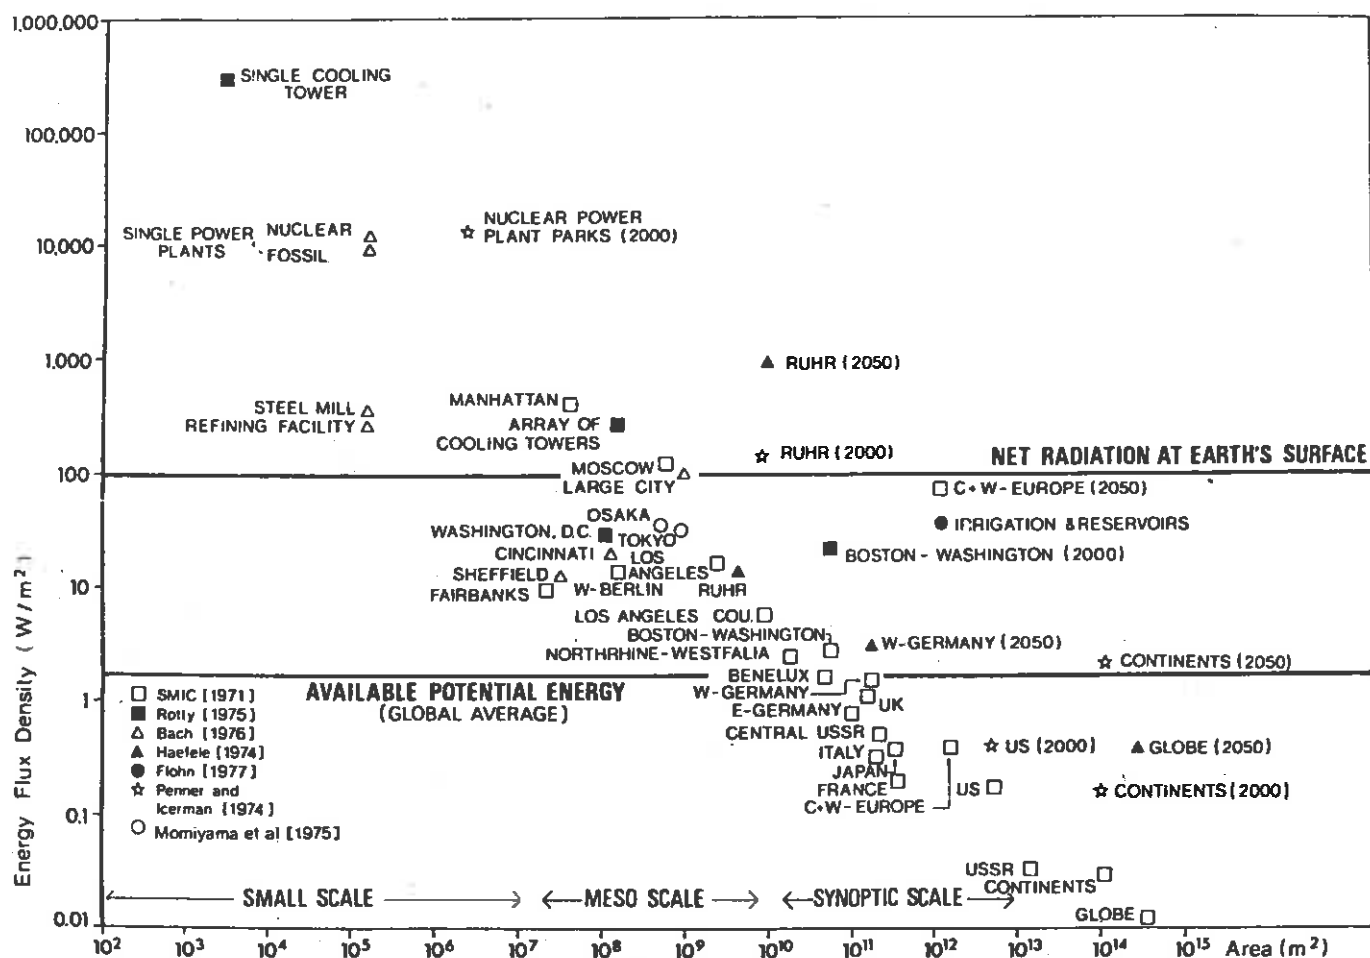 1.000.000
SINGLE COOLING
TOWER
100.000
NUCLEAR POWER
PLANT PARKS (2000)
SINGLE POWER NUCLEAR
PLANTS FOSSIL
10.000
1.000
RUHR (2050)
MANHATTAN
STEEL MILL
REFINING FACILITY
ARRAY OF
COOLING TOWERS
RUHR (2000)
NET RADIATION AT EARTH'S SURFACE
100
MOSCOW
LARGE CITY
C+W-EUROPE (2050)
OSAKA
IRRIGATION & RESERVOIRS
WASHINGTON, D.C.
TOKYO
CINCINNATI
LOS
ANGELES
BOSTON-WASHINGTON (2000)
SHEFFIELD
10
FAIRBANKS
W-BERLIN
RUHR
LOS ANGELES COU.
BOSTON-WASHINGTON
W-GERMANY (2050)
NORTHRHINE-WESTFALIA
CONTINENTS (2050)
BENELUX
AVAILABLE POTENTIAL ENERGY
(GLOBAL AVERAGE)
W-GERMANY
UK
E-GERMANY
1
CENTRAL USSR
ITALY
US (2000)
GLOBE (2050)
JAPAN
FRANCE
US
CONTINENTS (2000)
C+W-EUROPE
0.1
SMIC [1971]
Rotty [1975]
Bach [1976]
Haefele [1974]
Flohn [1977]
Penner and
Icerman [1974]
Momiyama et al [1975]
USSR
CONTINENTS
SMALL SCALE
MESO SCALE
SYNOPTIC SCALE
GLOBE
0.01
10² 10³ 10⁴ 10⁵ 10⁶ 10⁷ 10⁸ 10⁹ 10¹⁰ 10¹¹ 10¹² 10¹³ 10¹⁴ 10¹⁵ Area (m²)
Energy Flux Density (W/m²)